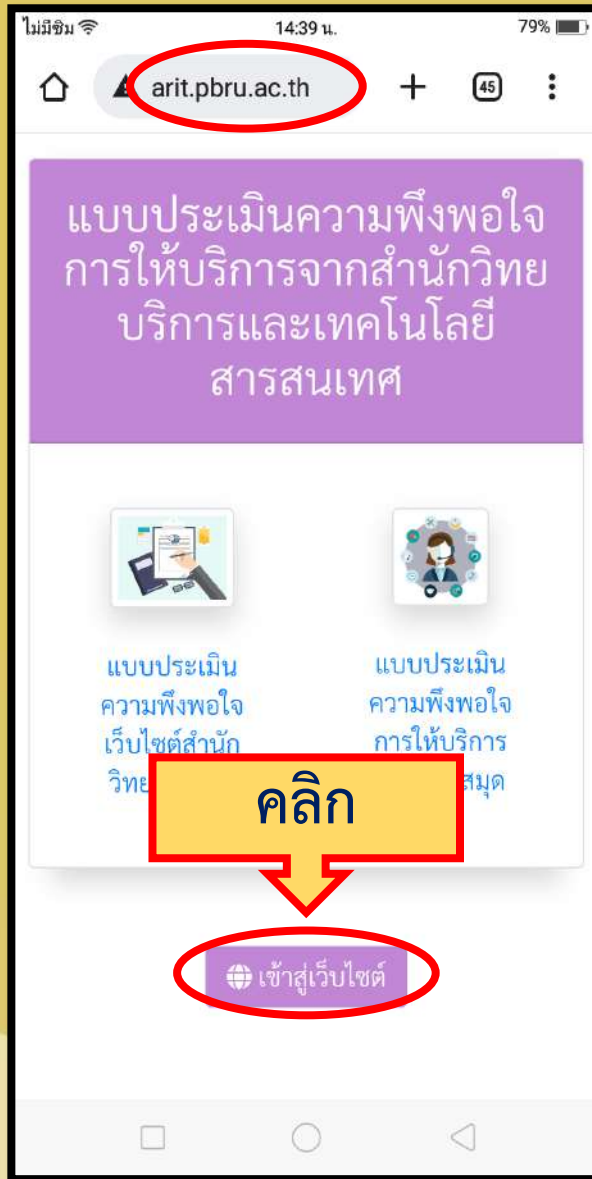 ไม่มีซิม 14:39 น. 79%
arit.pbru.ac.th 45
แบบประเมินความพึงพอใจ
การให้บริการจากสำนักวิทย
บริการและเทคโนโลยี
สารสนเทศ
แบบประเมิน
ความพึงพอใจ
เว็บไซต์สำนัก
แบบประเมิน
ความพึงพอใจ
การให้บริการ
คลิก
เข้าสู่เว็บไซต์